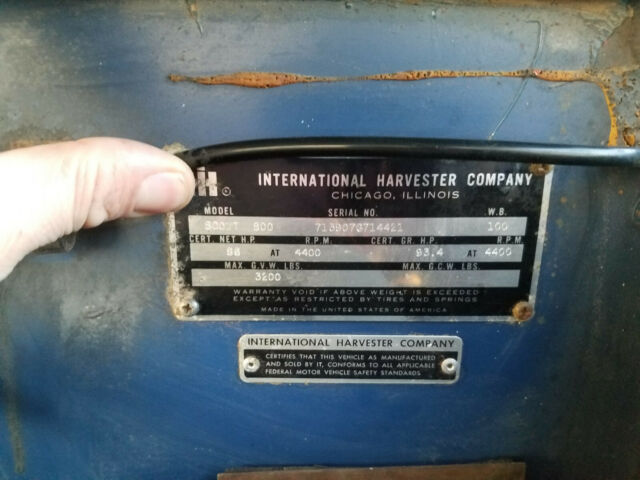 IH INTERNATIONAL HARVESTER COMPANY
CHICAGO, ILLINOIS
MODEL SERIAL NO. W.B.
SCOUT 800 713907G714421 100
CERT. NET H.P. R.P.M. CERT. GR. H.P. R.P.M.
AT 4400 93.4 AT 4400
MAX. G.V.W. LBS. MAX. G.C.W. LBS.
3200
WARRANTY VOID IF ABOVE WEIGHT IS EXCEEDED
EXCEPT AS RESTRICTED BY TIRES AND SPRINGS
MADE IN THE UNITED STATES OF AMERICA
INTERNATIONAL HARVESTER COMPANY
CERTIFIES THAT THIS VEHICLE AS MANUFACTURED
AND SOLD BY IT, CONFORMS TO ALL APPLICABLE
FEDERAL MOTOR VEHICLE SAFETY STANDARDS